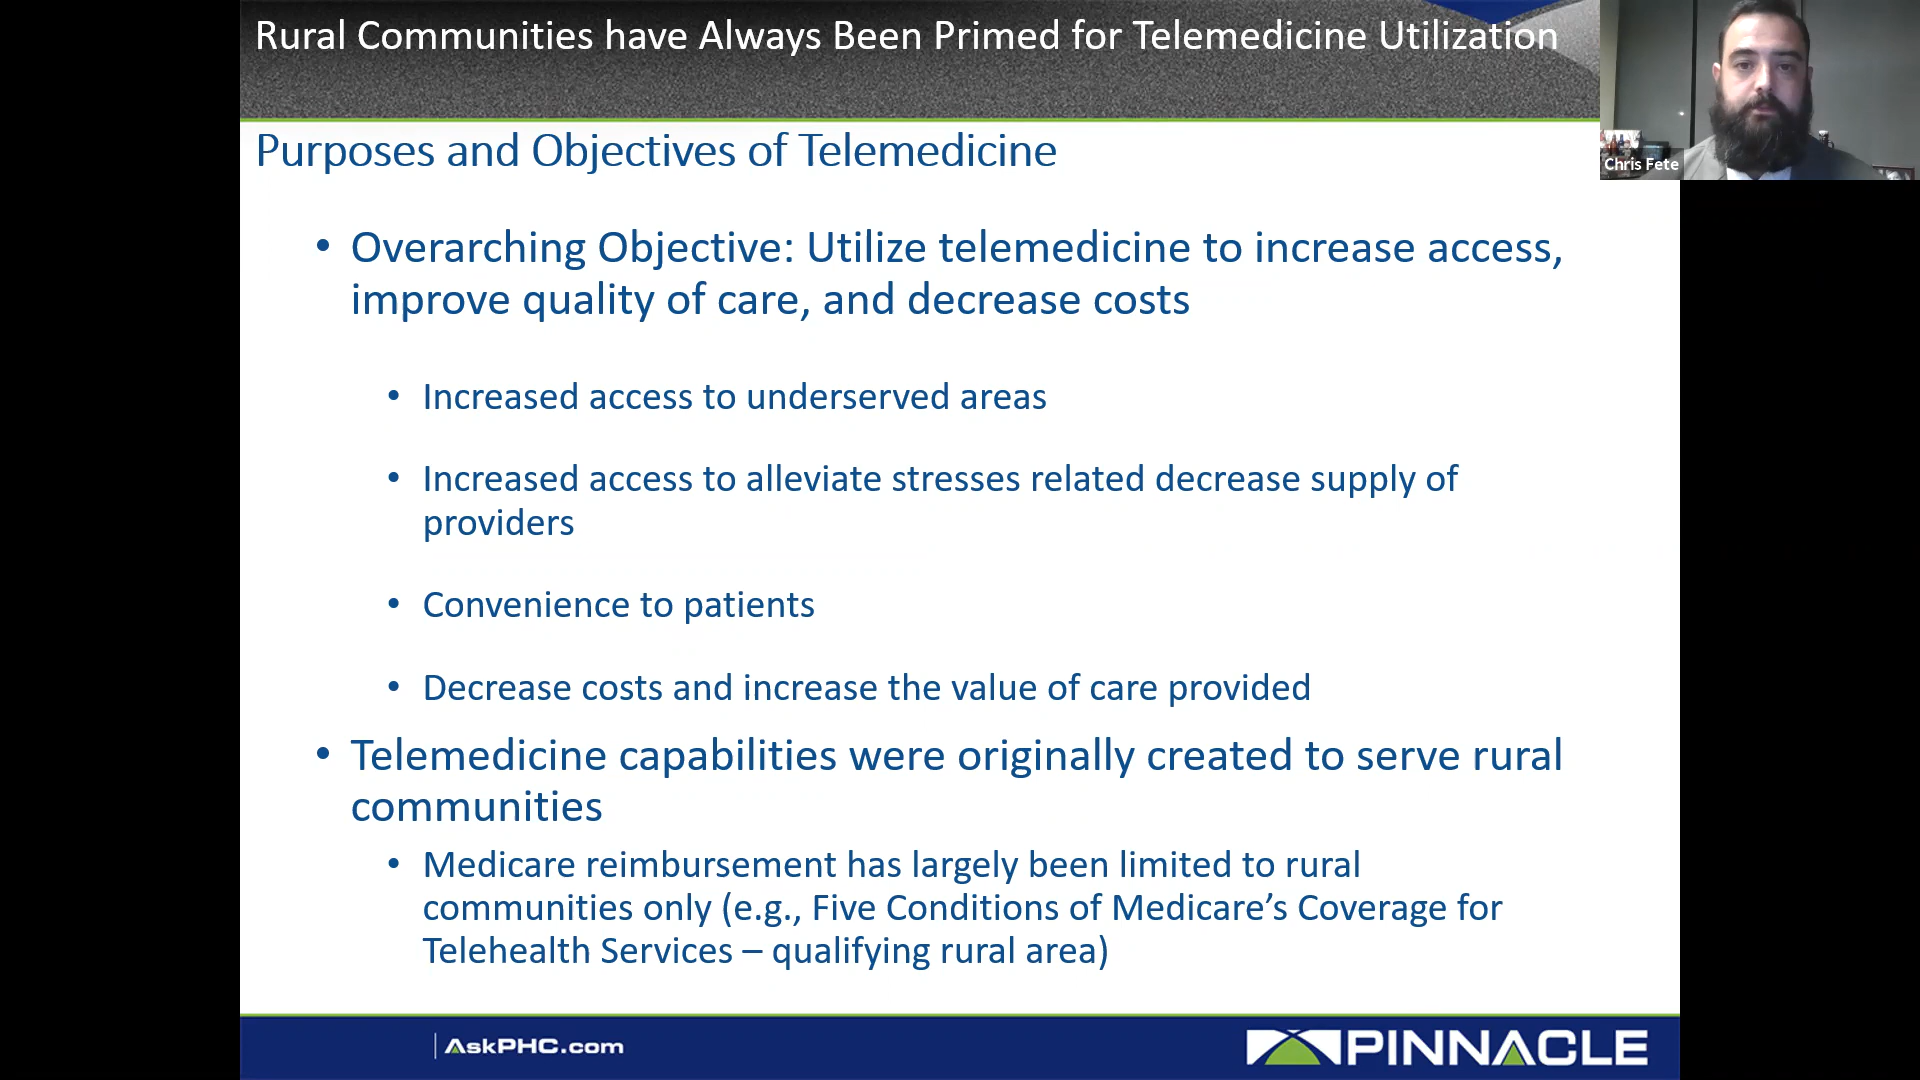 Rural Communities have Always Been Primed for Telemedicine Utilization
Chris Fete
Purposes and Objectives of Telemedicine
• Overarching Objective: Utilize telemedicine to increase access,
improve quality of care, and decrease costs
• Increased access to underserved areas
• Increased access to alleviate stresses related decrease supply of
providers
• Convenience to patients
• Decrease costs and increase the value of care provided
• Telemedicine capabilities were originally created to serve rural
communities
• Medicare reimbursement has largely been limited to rural
communities only (e.g., Five Conditions of Medicare’s Coverage for
Telehealth Services – qualifying rural area)
AskPHC.com
PINNACLE